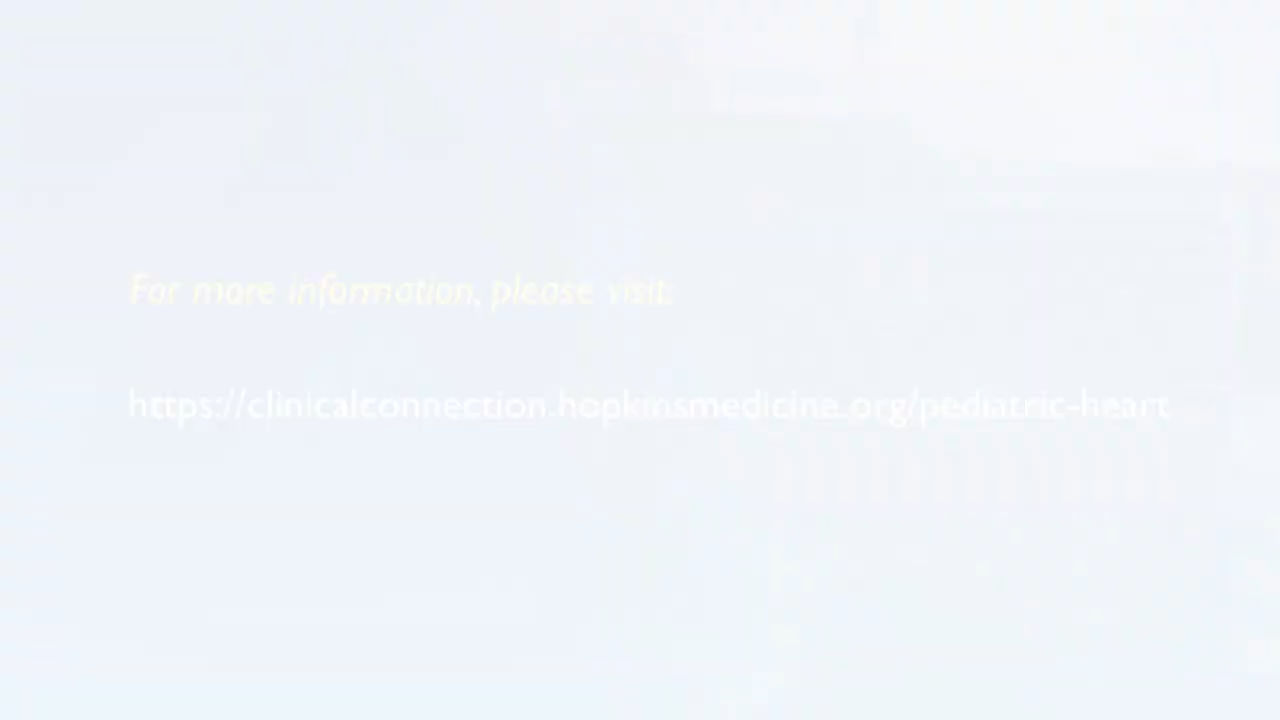 For more information, please visit:
https://clinicalconnection.hopkinsmedicine.org/pediatric-heart